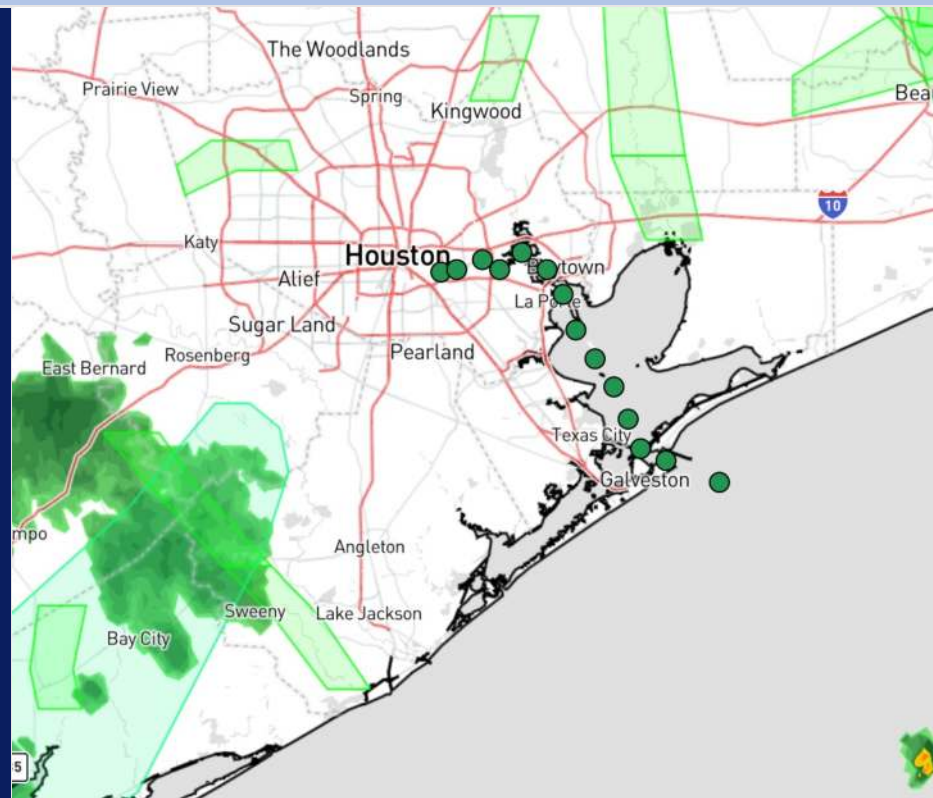 The Woodlands
Prairie View
Spring
Kingwood
Bea
10
Katy
Houston
Baytown
Alief
La Porte
Sugar Land
Pearland
Rosenberg
East Bernard
Texas City
Galveston
mpo
Angleton
Sweeny
Lake Jackson
Bay City
5